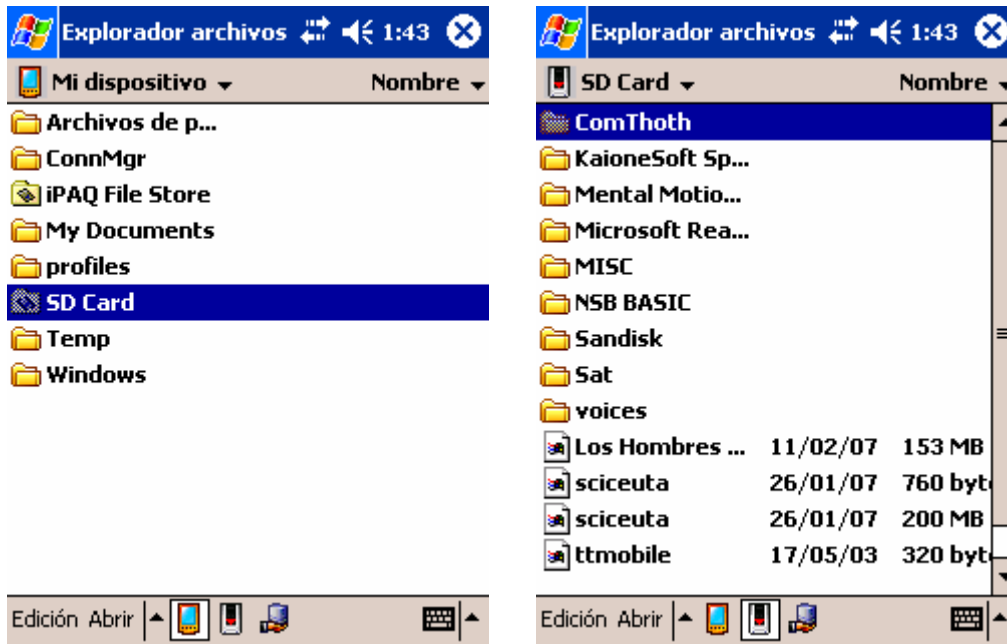 Explorador archivos 1:43
Mi dispositivo Nombre
Archivos de p...
ConnMgr
iPAQ File Store
My Documents
profiles
SD Card
Temp
Windows
Edición Abrir
Explorador archivos 1:43
SD Card Nombre
ComThoth
KaioneSoft Sp...
Mental Motio...
Microsoft Rea...
MISC
NSB BASIC
Sandisk
Sat
voices
Los Hombres ... 11/02/07 153 MB
sciceuta 26/01/07 760 byt
sciceuta 26/01/07 200 MB
ttmobile 17/05/03 320 byt
Edición Abrir